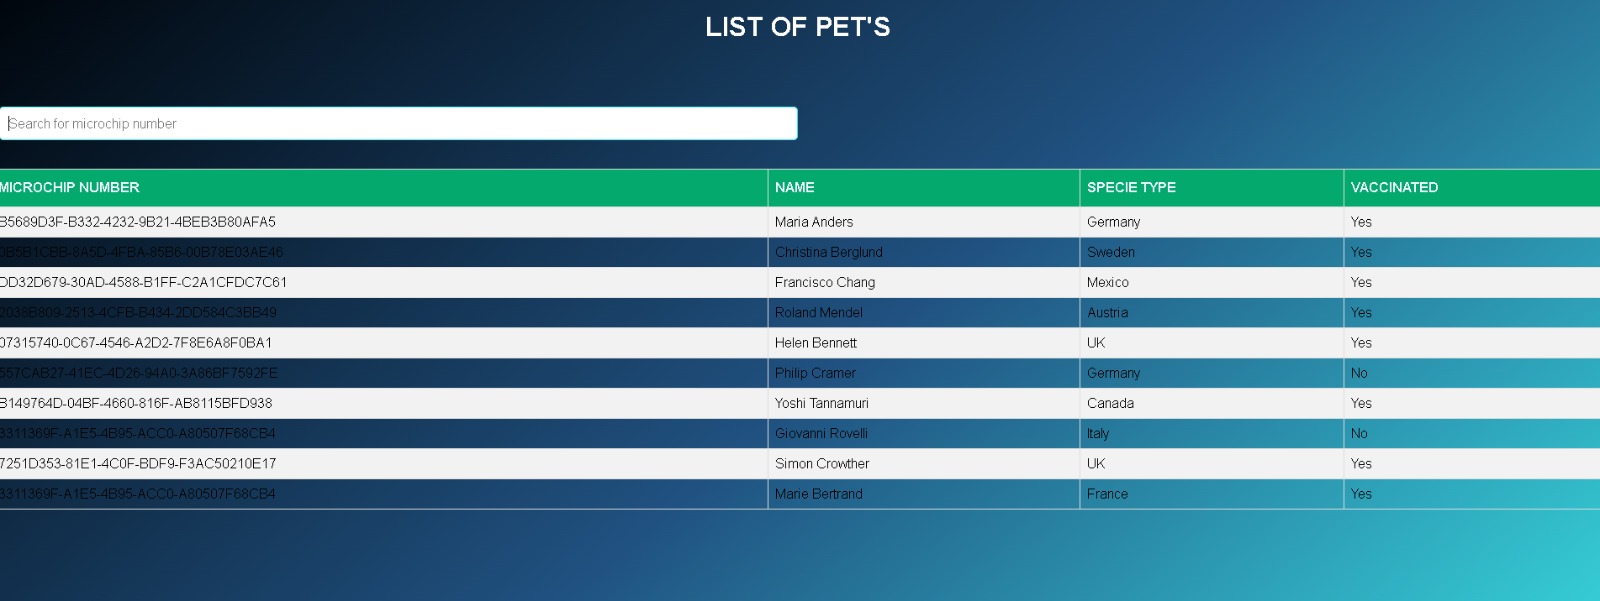 LIST OF PET'S
Search for microchip number
MICROCHIP NUMBER NAME SPECIE TYPE VACCINATED
B5689D3F-B332-4232-9B21-4BEB3B80AFA5 Maria Anders Germany Yes
0B5B1CBB-8A5D-4FBA-85B6-00B78E03AE46 Christina Berglund Sweden Yes
DD32D679-30AD-4588-B1FF-C2A1CFDC7C61 Francisco Chang Mexico Yes
2038B809-2513-4CFB-B434-2DD584C3BB49 Roland Mendel Austria Yes
07315740-0C67-4546-A2D2-7F8E6A8F0BA1 Helen Bennett UK Yes
557CAB27-41EC-4D26-94A0-3A86BF7592FE Philip Cramer Germany No
B149764D-04BF-4660-816F-AB8115BFD938 Yoshi Tannamuri Canada Yes
3311369F-A1E5-4B95-ACC0-A80507F68CB4 Giovanni Rovelli Italy No
7251D353-81E1-4C0F-BDF9-F3AC50210E17 Simon Crowther UK Yes
3311369F-A1E5-4B95-ACC0-A80507F68CB4 Marie Bertrand France Yes